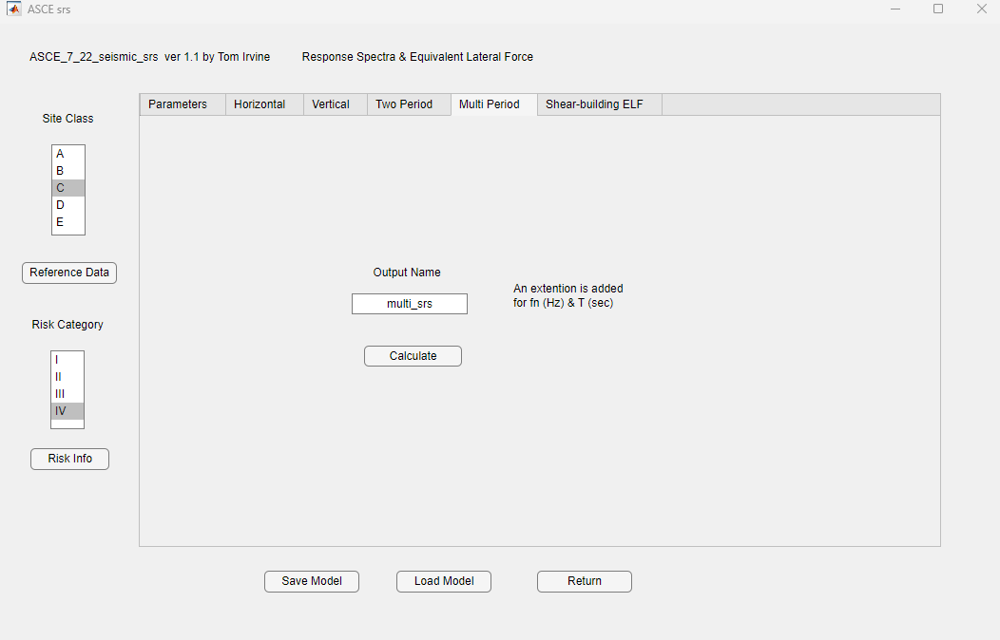 ASCE srs
ASCE_7_22_seismic_srs ver 1.1 by Tom Irvine
Response Spectra & Equivalent Lateral Force
Parameters
Horizontal
Vertical
Two Period
Multi Period
Shear-building ELF
Site Class
A
B
C
D
E
Reference Data
Risk Category
I
II
III
IV
Risk Info
Output Name
multi_srs
An extention is added
for fn (Hz) & T (sec)
Calculate
Save Model
Load Model
Return